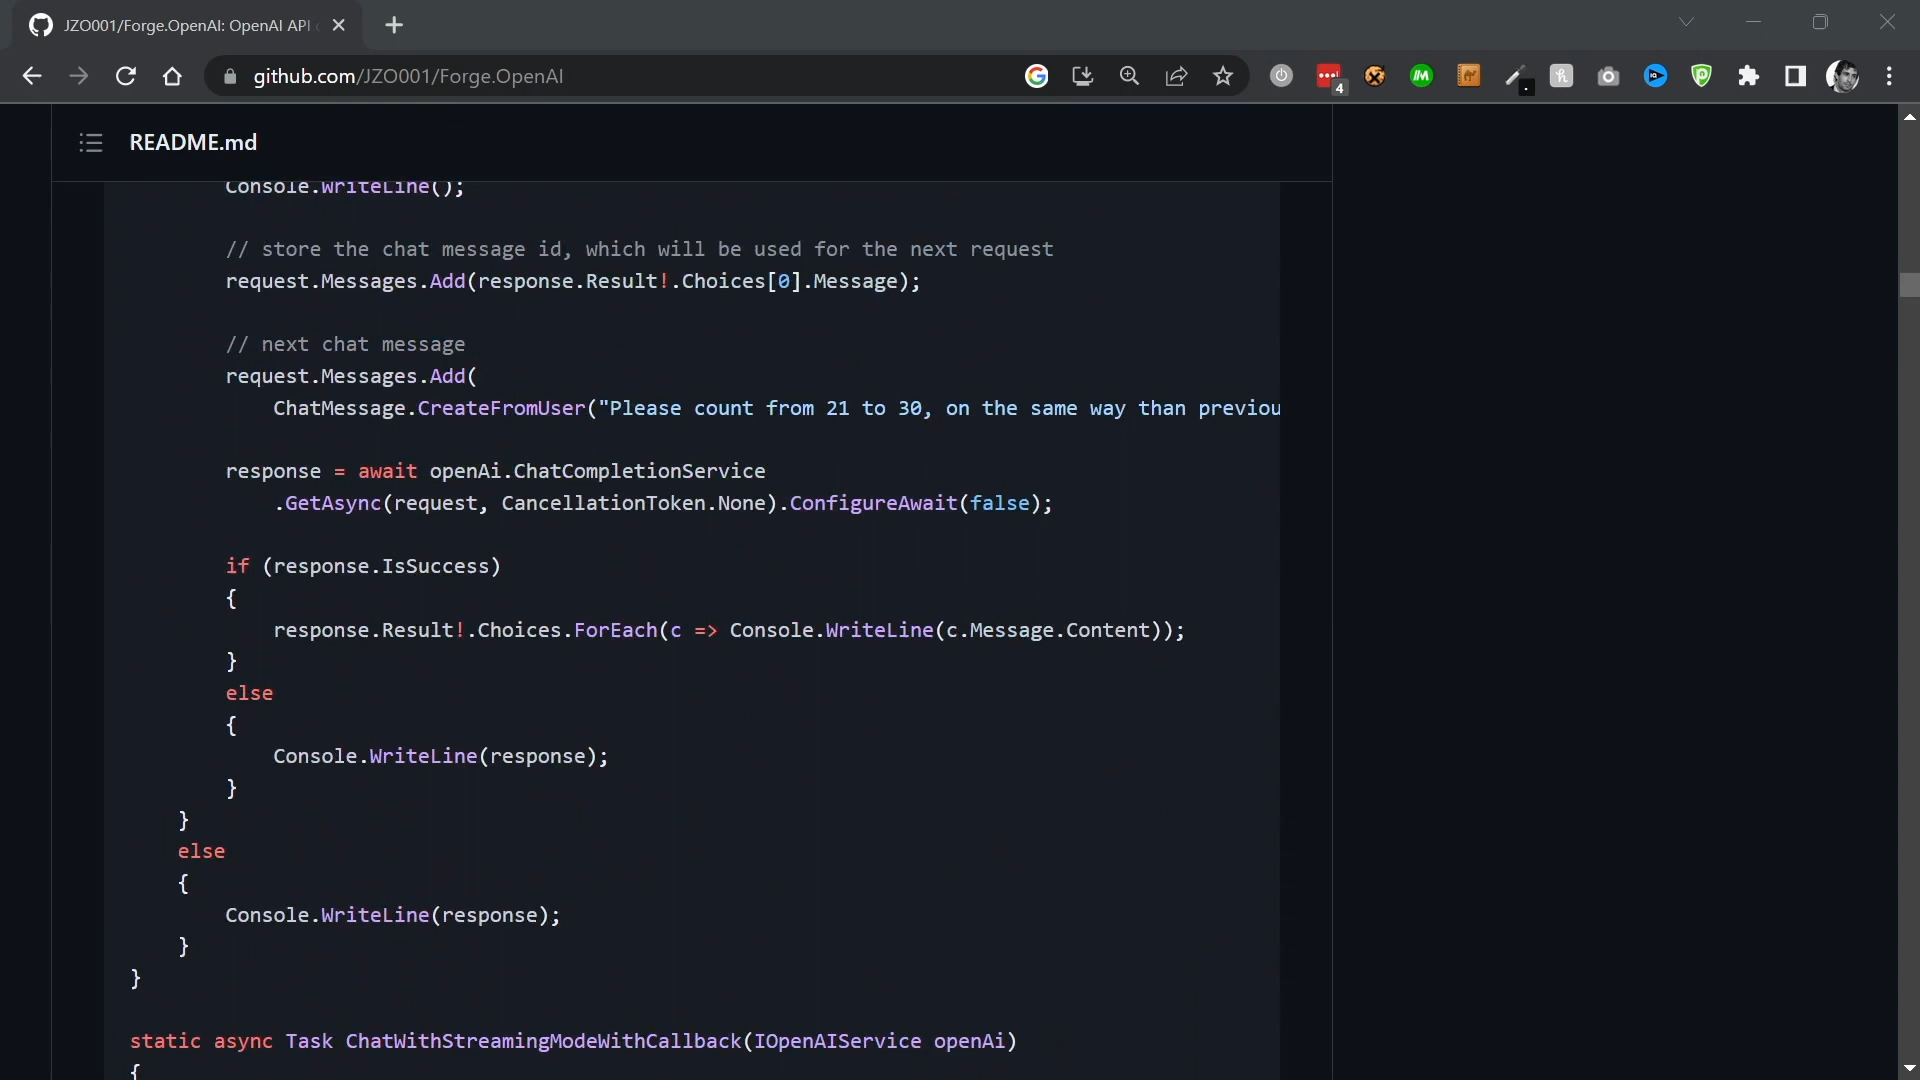 JZO001/Forge.OpenAI: OpenAI API
github.com/JZO001/Forge.OpenAI
4
README.md
Console.WriteLine();
// store the chat message id, which will be used for the next request
request.Messages.Add(response.Result!.Choices[0].Message);
// next chat message
request.Messages.Add(
ChatMessage.CreateFromUser("Please count from 21 to 30, on the same way than previou
response = await openAi.ChatCompletionService
.GetAsync(request, CancellationToken.None).ConfigureAwait(false);
if (response.IsSuccess)
{
response.Result!.Choices.ForEach(c => Console.WriteLine(c.Message.Content));
}
else
{
Console.WriteLine(response);
}
}
else
{
Console.WriteLine(response);
}
}
static async Task ChatWithStreamingModeWithCallback(IOpenAIService openAi)
{